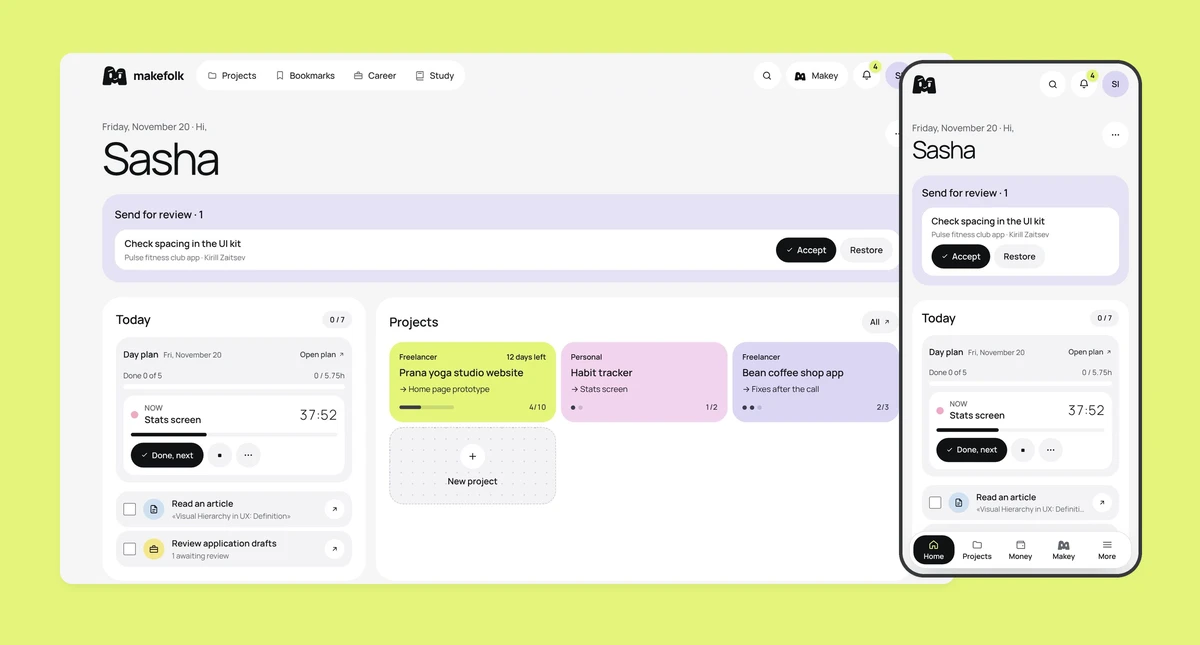 makefolk
Projects
Bookmarks
Career
Study
Makey
4
Friday, November 20 · Hi,
Sasha
Send for review · 1
Check spacing in the UI kit
Pulse fitness club app · Kirill Zaitsev
Accept
Restore
Today
0 / 7
Day plan Fri, November 20
Open plan ↗
Done 0 of 5
0 / 5.75h
NOW
Stats screen
37:52
Done, next
Read an article
«Visual Hierarchy in UX: Definition»
Review application drafts
1 awaiting review
Projects
All ↗
Freelancer
12 days left
Prana yoga studio website
→ Home page prototype
4/10
Personal
Habit tracker
→ Stats screen
1/2
Freelancer
Bean coffee shop app
→ Fixes after the call
2/3
New project
4
SI
Friday, November 20 · Hi,
Sasha
Send for review · 1
Check spacing in the UI kit
Pulse fitness club app · Kirill Zaitsev
Accept
Restore
Today
0 / 7
Day plan Fri, November 20
Open plan ↗
Done 0 of 5
0 / 5.75h
NOW
Stats screen
37:52
Done, next
Read an article
«Visual Hierarchy in UX: Definiti...
Home
Projects
Money
Makey
More